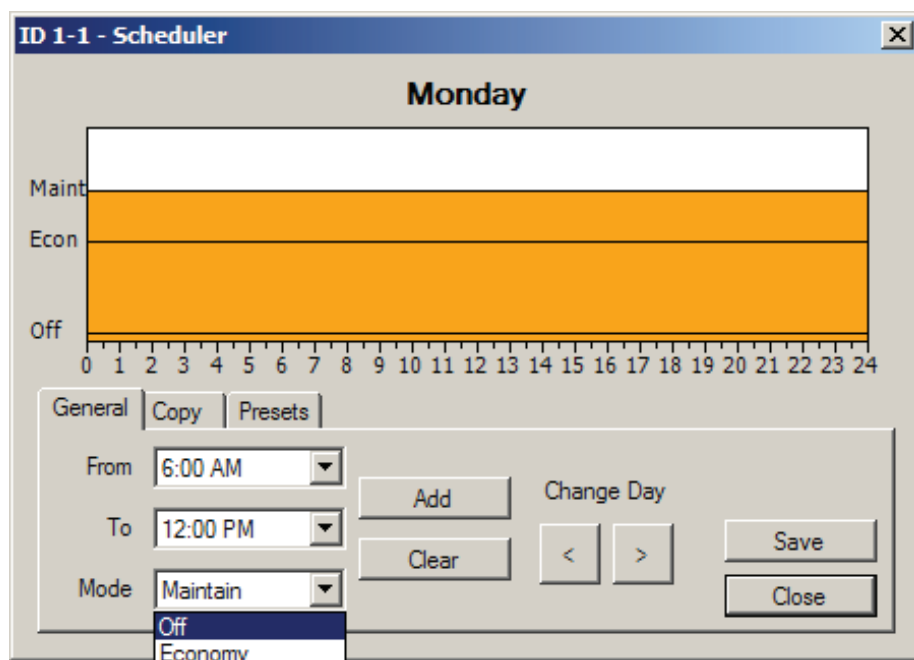 ID 1-1 - Scheduler
Monday
Maint
Econ
Off
0 1 2 3 4 5 6 7 8 9 10 11 12 13 14 15 16 17 18 19 20 21 22 23 24
General Copy Presets
From 6:00 AM
To 12:00 PM
Mode Maintain
Off
Economy
Add
Clear
Change Day
< >
Save
Close